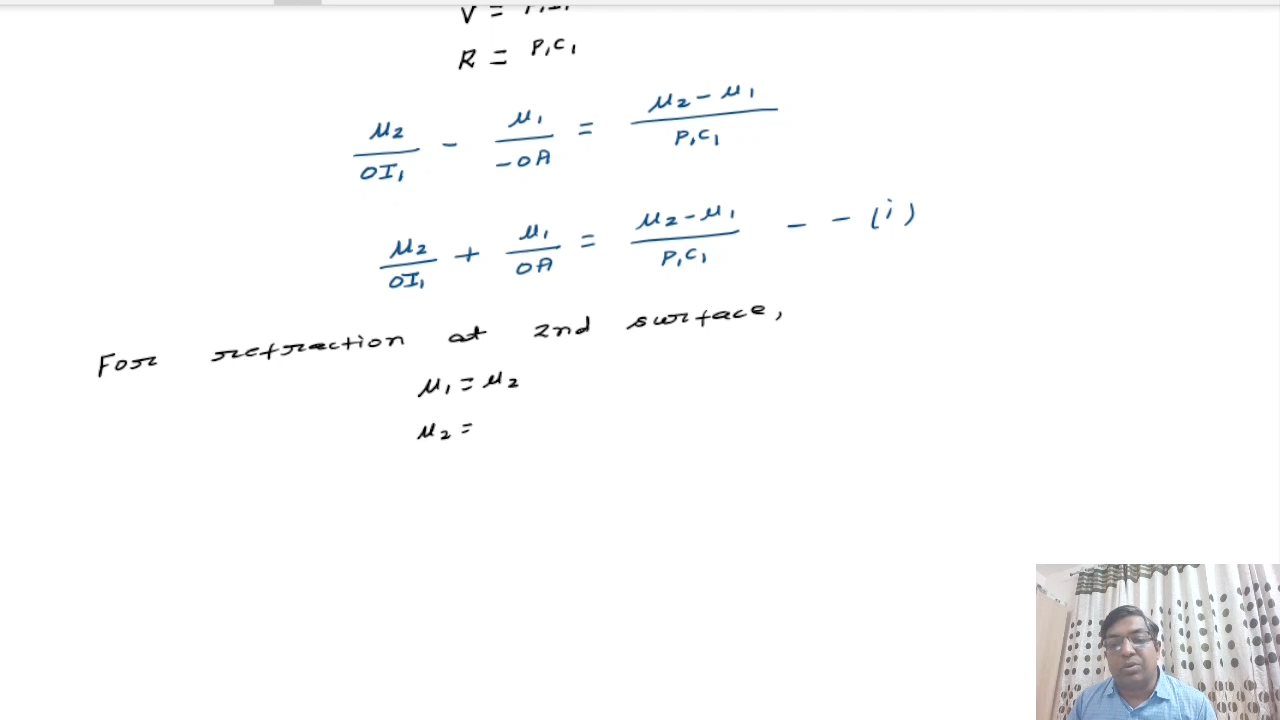 V =
R = P₁C₁
μ₂/OI₁ - μ₁/-OA = μ₂-μ₁/P₁C₁
μ₂/OI₁ + μ₁/OA = μ₂-μ₁/P₁C₁ - - (i)
For refraction at 2nd surface,
μ₁ = μ₂
μ₂ =